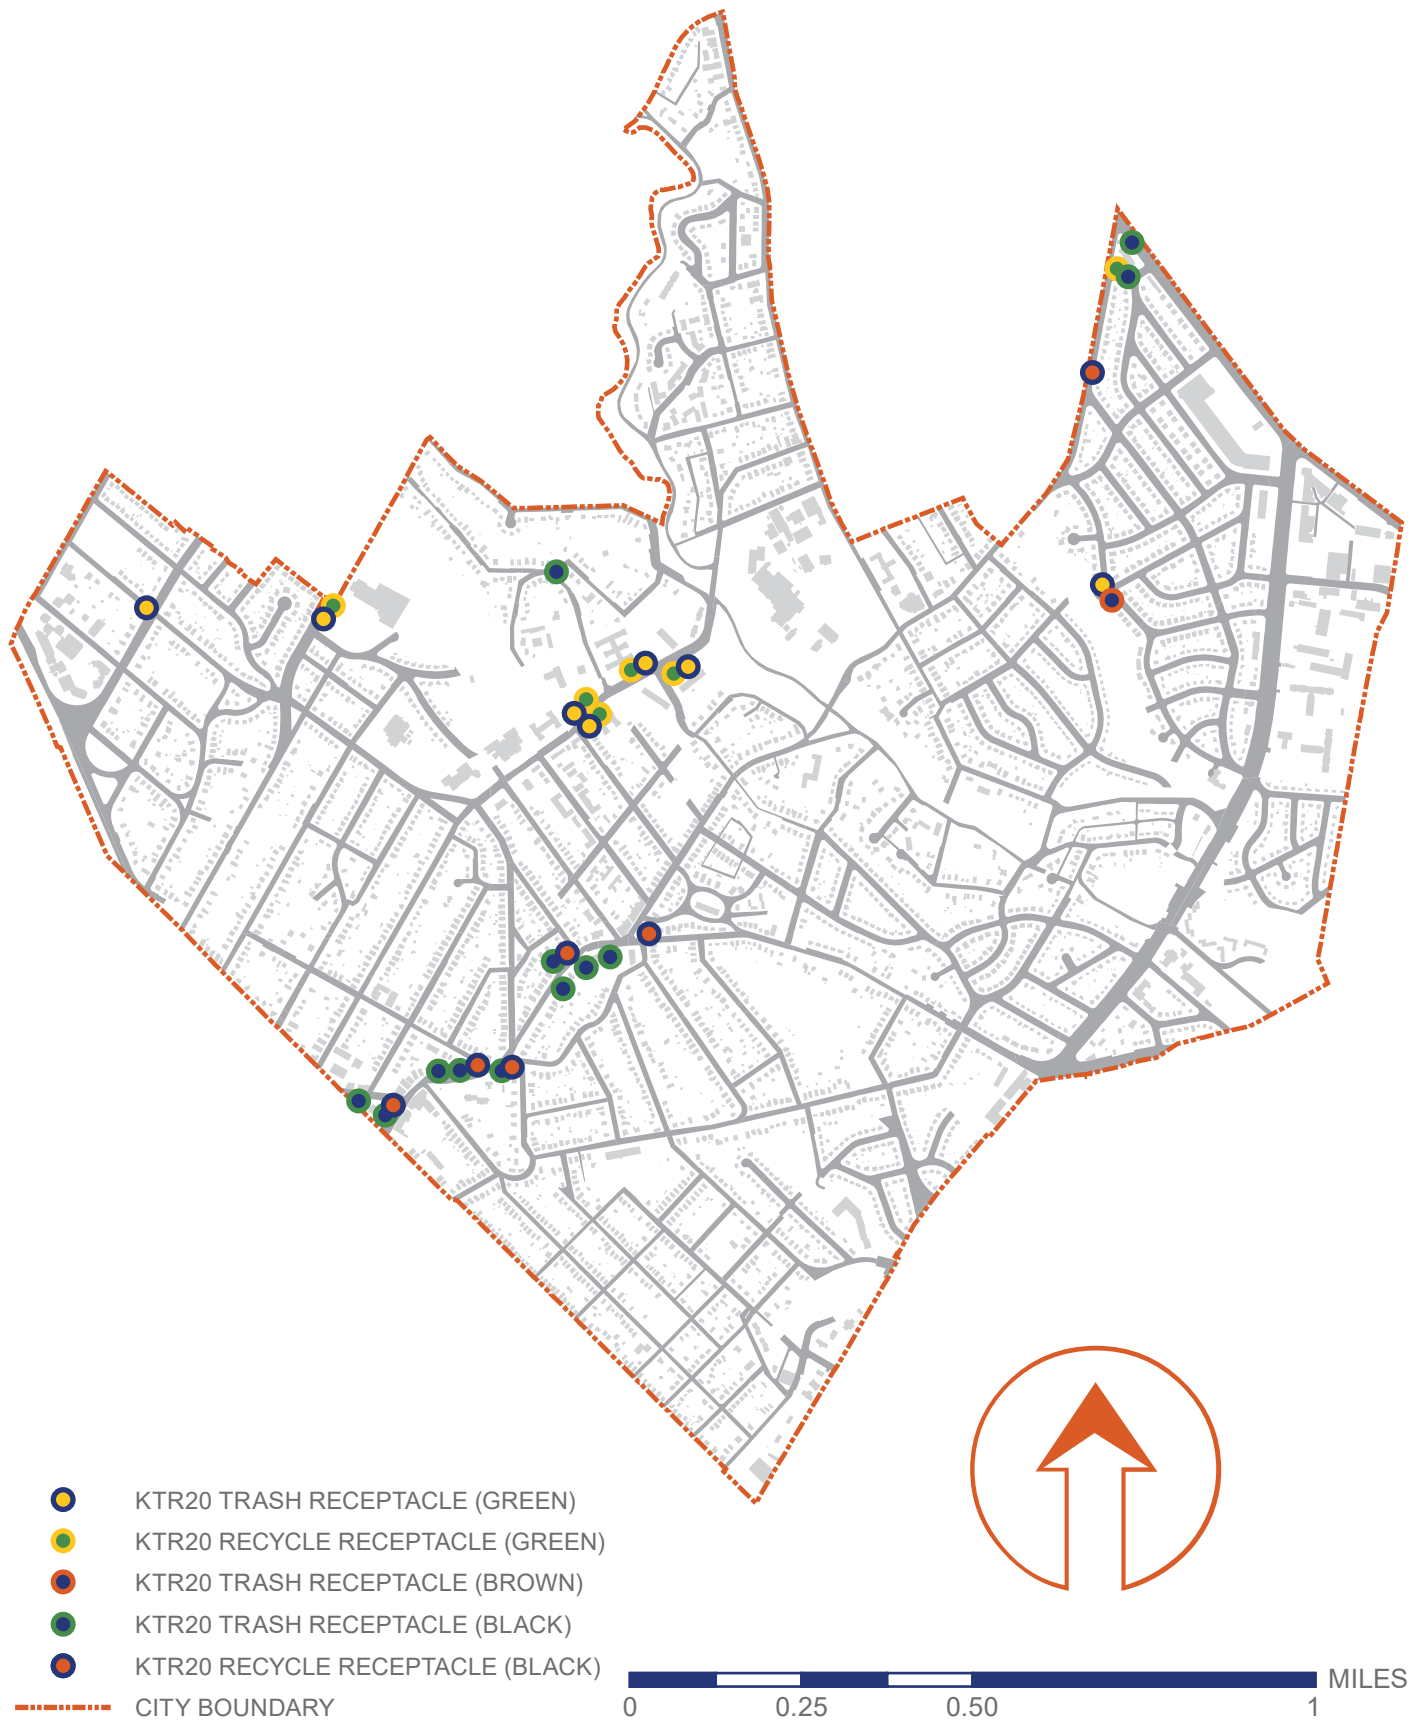 KTR20 TRASH RECEPTACLE (GREEN)
KTR20 RECYCLE RECEPTACLE (GREEN)
KTR20 TRASH RECEPTACLE (BROWN)
KTR20 TRASH RECEPTACLE (BLACK)
KTR20 RECYCLE RECEPTACLE (BLACK)
CITY BOUNDARY
MILES
0 0.25 0.50 1